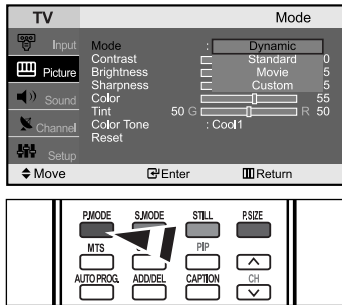 TV Mode
Input
Picture
Sound
Channel
Setup
Mode : Dynamic
Contrast Standard 0
Brightness Movie 5
Sharpness Custom 5
Color 55
Tint 50 G R 50
Color Tone : Cool1
Reset
Move Enter Return
P.MODE S.MODE STILL P.SIZE
MTS PIP
AUTO PROG. ADD/DEL CAPTION CH